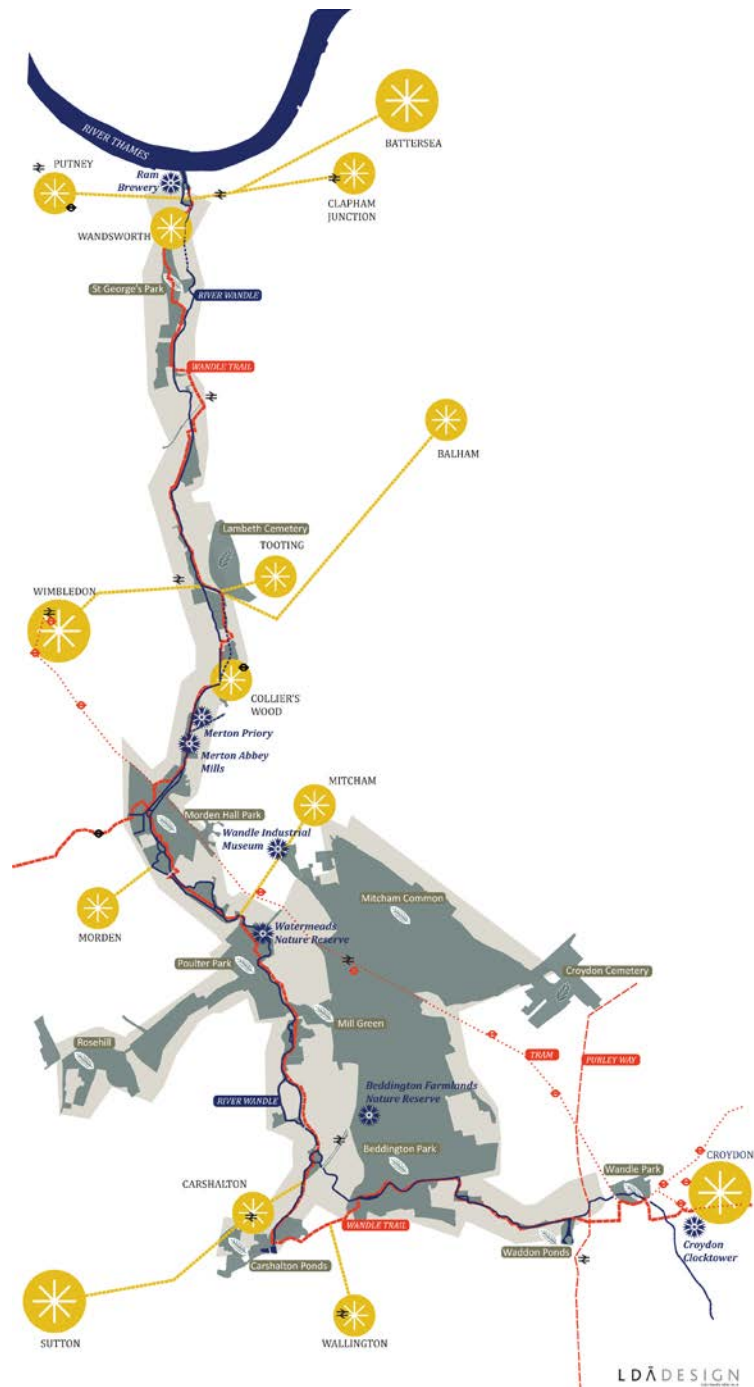 BATTERSEA
RIVER THAMES
PUTNEY
Ram
Brewery
CLAPHAM
JUNCTION
WANDSWORTH
St George's Park
RIVER WANDLE
WANDLE TRAIL
BALHAM
Lambeth Cemetery
TOOTING
WIMBLEDON
COLLIER'S
WOOD
Merton Priory
Merton Abbey
Mills
MITCHAM
Morden Hall Park
Wandle Industrial
Museum
Mitcham Common
MORDEN
Watermeads
Nature Reserve
Poulter Park
Croydon Cemetery
Mill Green
Rosehill
TRAM
PURLEY WAY
RIVER WANDLE
Beddington Farmlands
Nature Reserve
Beddington Park
Wandle Park
CROYDON
CARSHALTON
WANDLE TRAIL
Carshalton Ponds
Waddon Ponds
Croydon
Clocktower
SUTTON
WALLINGTON
LDĀDESIGN